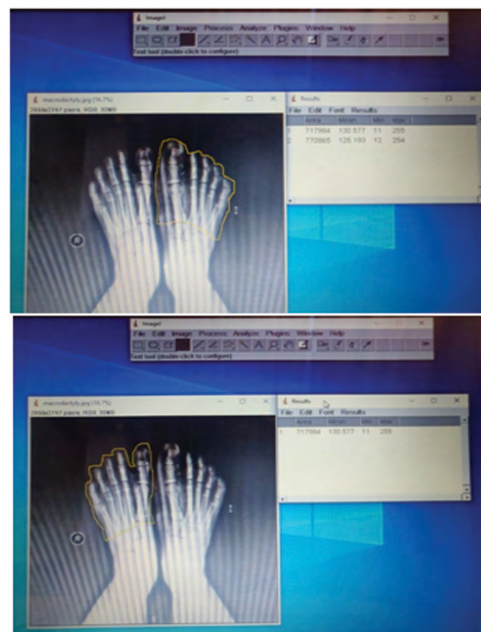 ImageJ
File Edit Image Process Analyze Plugins Window Help
Text tool (double-click to configure)
macrodactyly.jpg (16.7%)
Results
File Edit Font Results
Area Mean Min Max
1 717984 130.577 11 255
2 770865 125.193 12 254
R
ImageJ
File Edit Image Process Analyze Plugins Window Help
Text tool (double-click to configure)
macrodactyly.jpg (16.7%)
Results
File Edit Font Results
Area Mean Min Max
1 717984 130.577 11 255
R